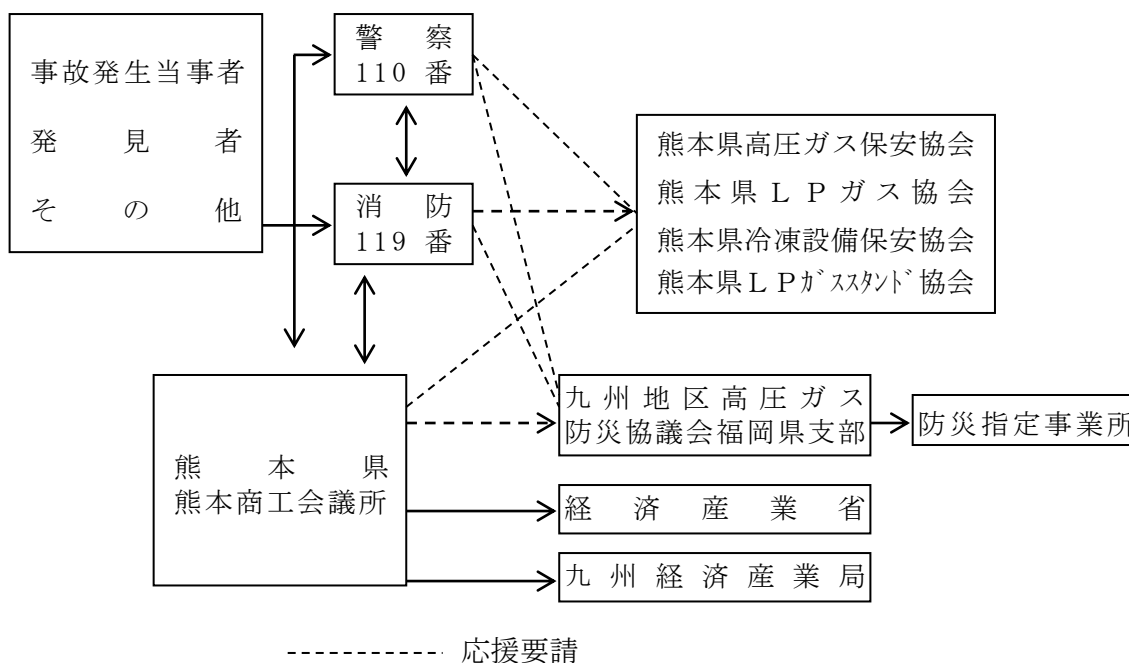 事故発生当事者
発見者
その他
警察
110 番
消防
119 番
熊本県高圧ガス保安協会
熊本県ＬＰガス協会
熊本県冷凍設備保安協会
熊本県ＬＰｶﾞｽｽﾀﾝﾄﾞ協会
熊本県
熊本商工会議所
九州地区高圧ガス
防災協議会福岡県支部
防災指定事業所
経済産業省
九州経済産業局
応援要請